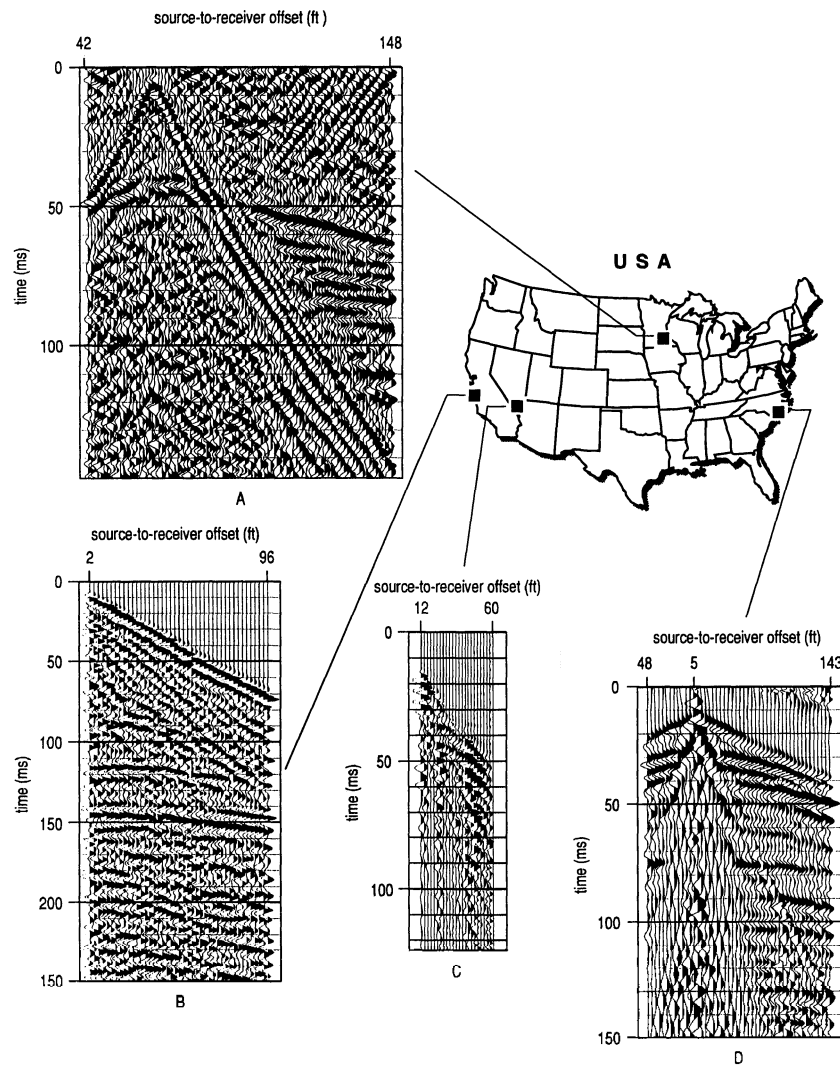 source-to-receiver offset (ft )
42 148
0
50
100
time (ms)
A
U S A
source-to-receiver offset (ft)
2 96
0
50
100
150
200
150
time (ms)
B
source-to-receiver offset (ft)
12 60
0
50
100
time (ms)
C
source-to-receiver offset (ft)
48 5 143
0
50
100
150
time (ms)
D